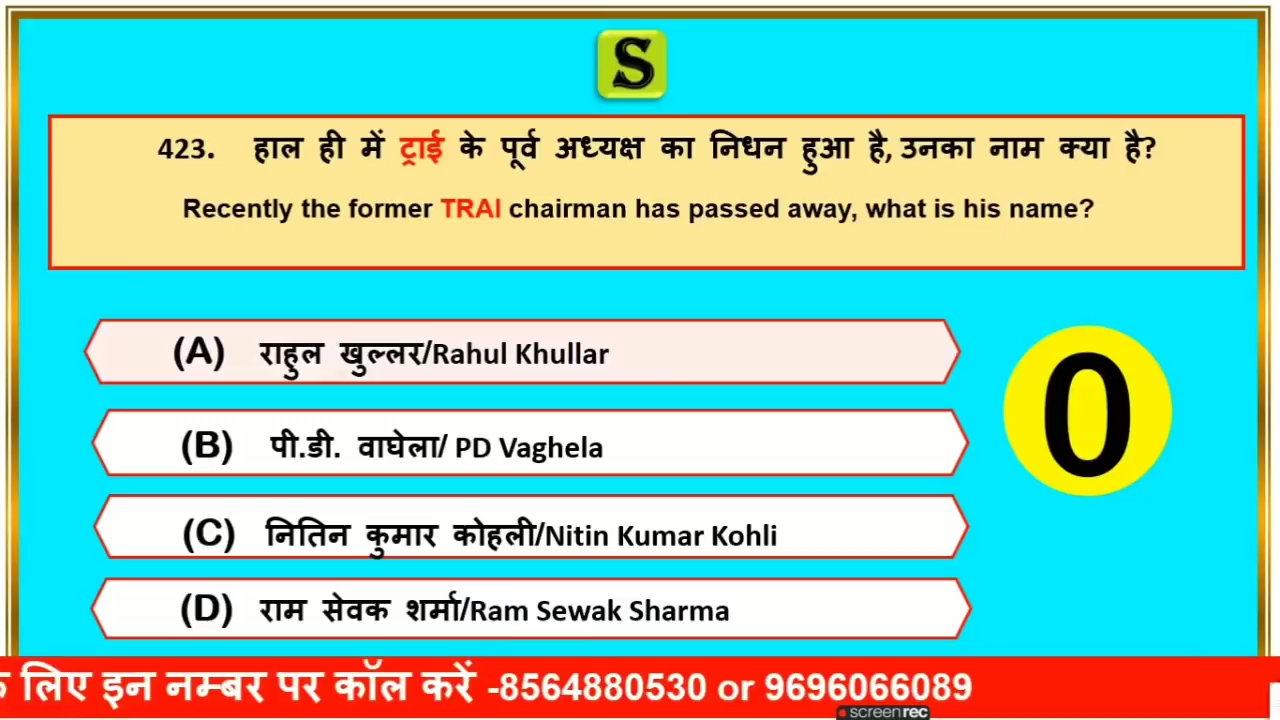 S
423. हाल ही में ट्राई के पूर्व अध्यक्ष का निधन हुआ है, उनका नाम क्या है?
Recently the former TRAI chairman has passed away, what is his name?
(A) राहुल खुल्लर/Rahul Khullar
(B) पी.डी. वाघेला/ PD Vaghela
(C) नितिन कुमार कोहली/Nitin Kumar Kohli
(D) राम सेवक शर्मा/Ram Sewak Sharma
0
लिए इन नम्बर पर कॉल करें -8564880530 or 9696066089
screenrec